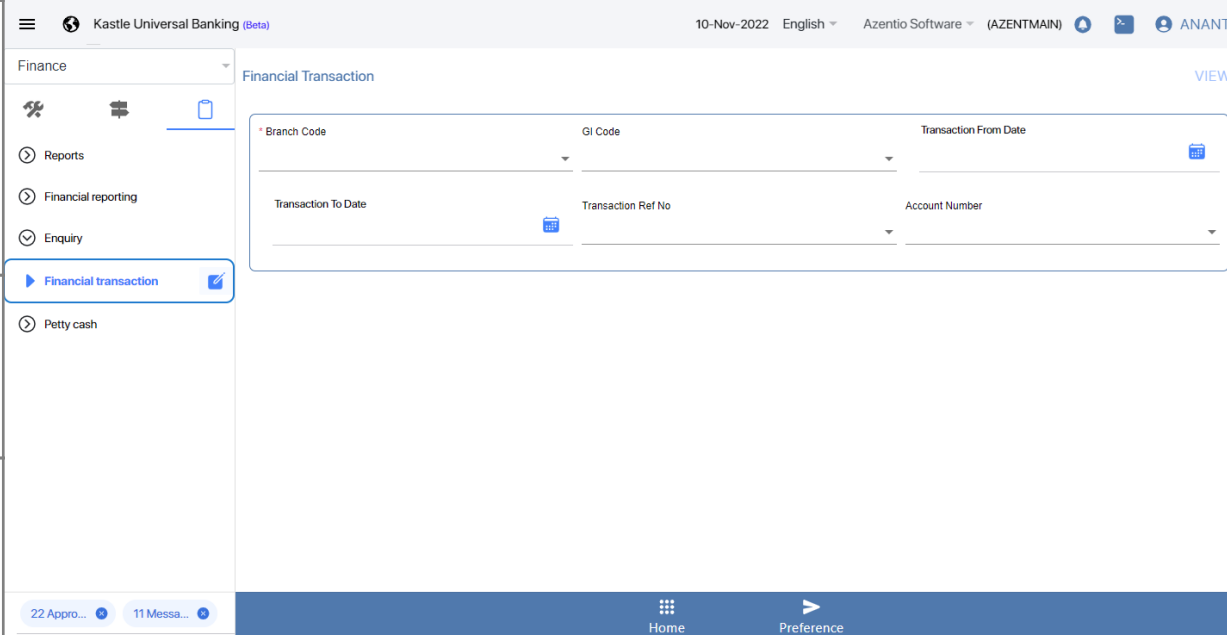 Kastle Universal Banking (Beta)
10-Nov-2022 English Azentio Software (AZENTMAIN) ANANT
Finance
Financial Transaction
VIEW
* Branch Code
GI Code
Transaction From Date
Reports
Financial reporting
Transaction To Date
Transaction Ref No
Account Number
Enquiry
Financial transaction
Petty cash
22 Appro...
11 Messa...
Home
Preference